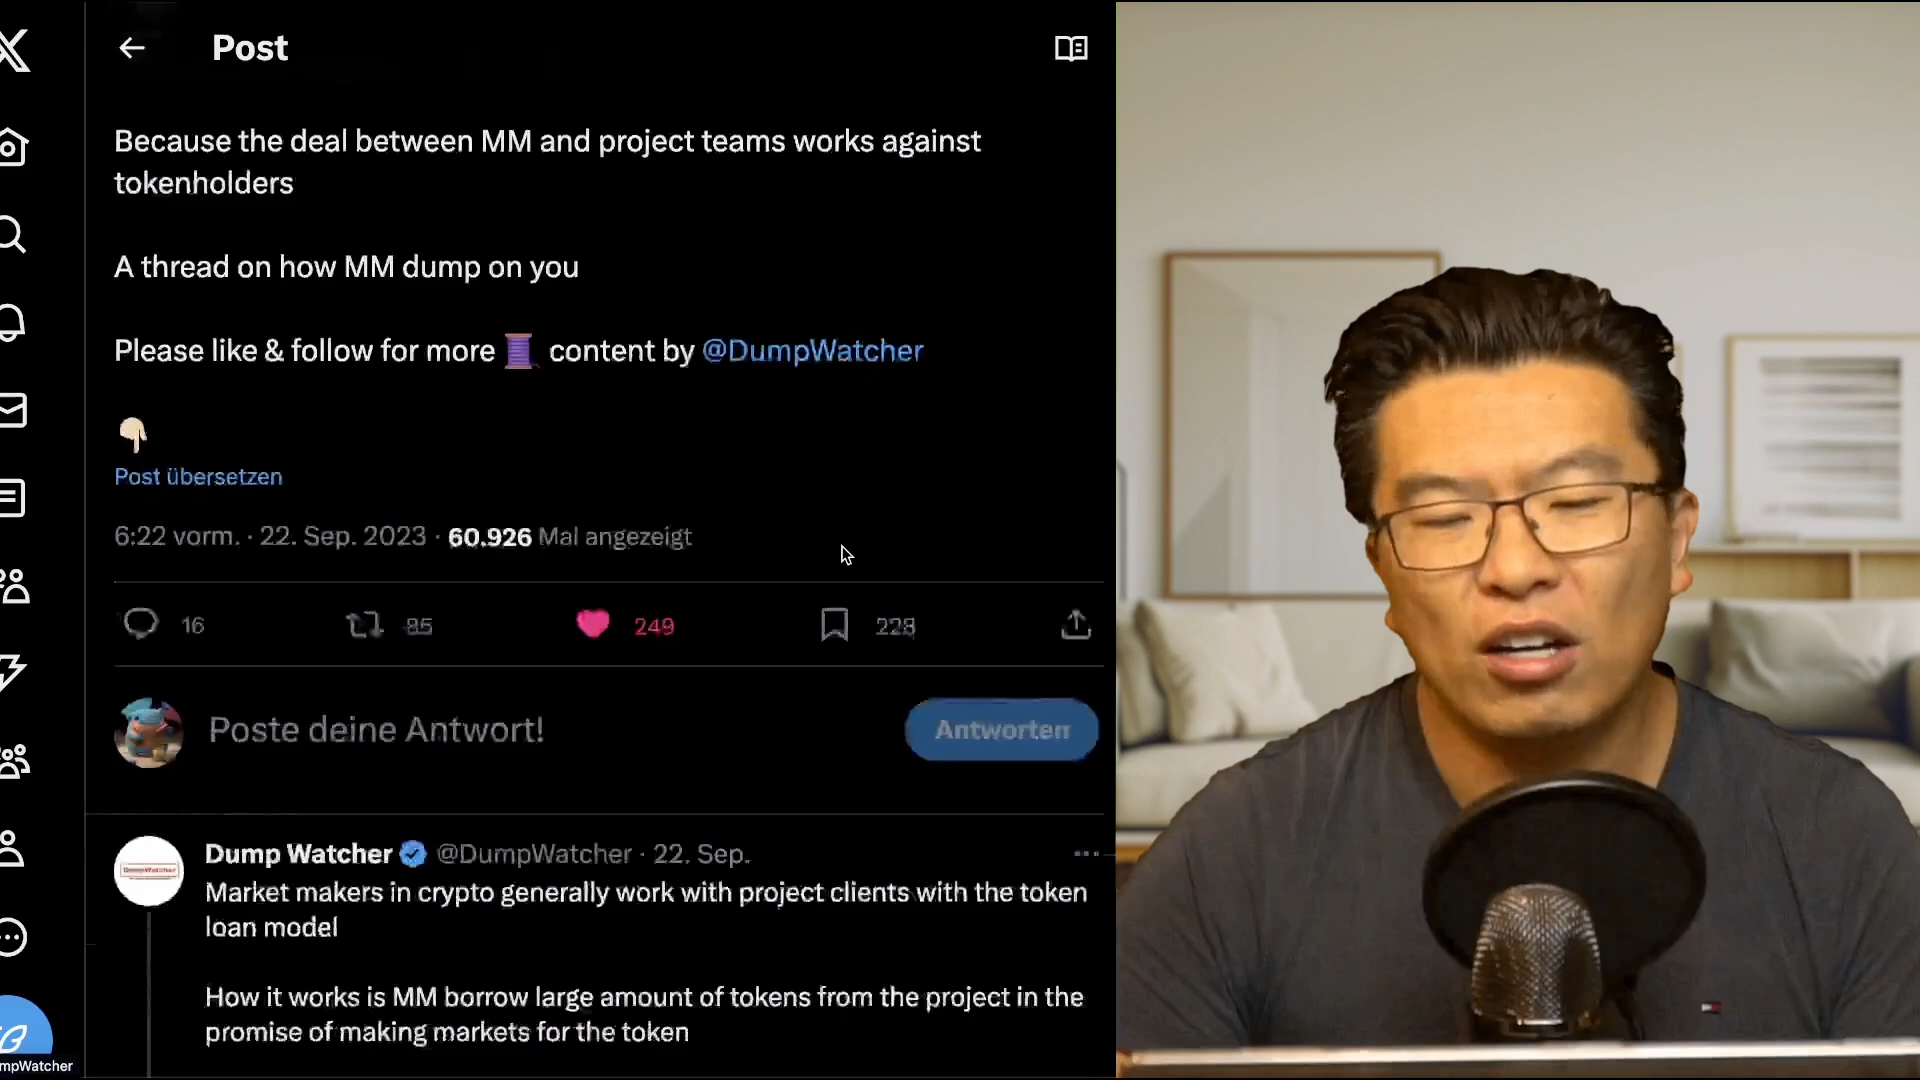 Post
Because the deal between MM and project teams works against
tokenholders
A thread on how MM dump on you
Please like & follow for more 🧵 content by @DumpWatcher
👇🏻
Post übersetzen
6:22 vorm. · 22. Sep. 2023 · 60.926 Mal angezeigt
16 85 249 228
Poste deine Antwort!
Antworten
Dump Watcher @DumpWatcher · 22. Sep.
DumpWatcher
Market makers in crypto generally work with project clients with the token
loan model
How it works is MM borrow large amount of tokens from the project in the
promise of making markets for the token
mpWatcher